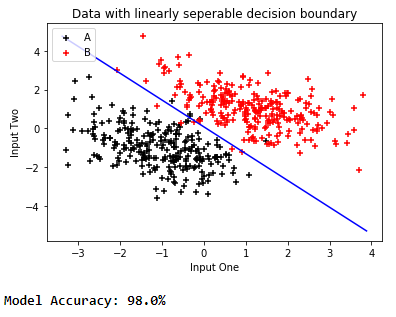 Data with linearly seperable decision boundary
A
B
4
2
0
−2
−4
Input Two
−3
−2
−1
0
1
2
3
4
Input One
Model Accuracy: 98.0%